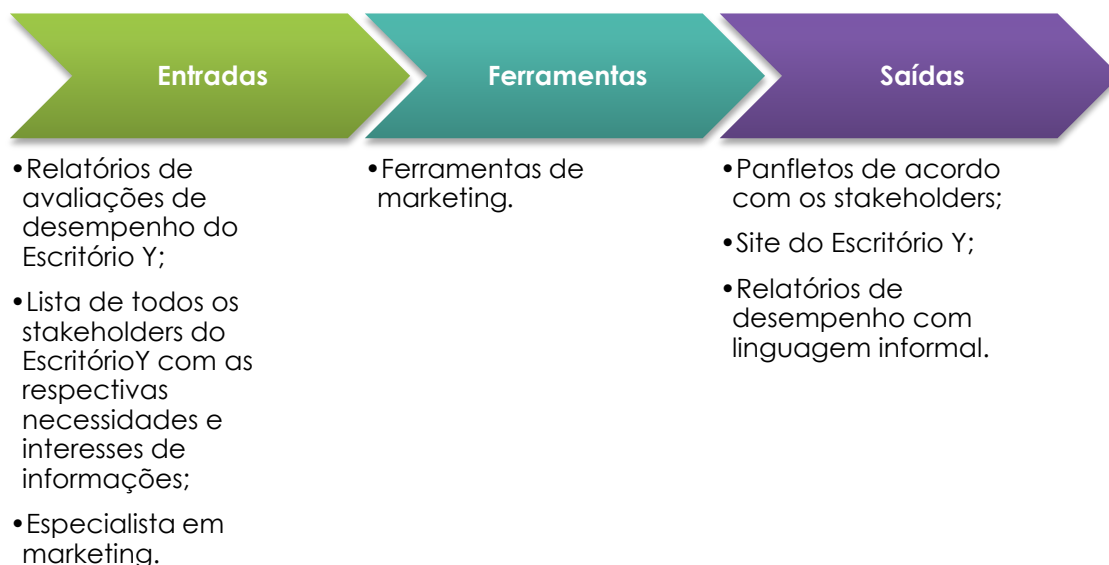 Entradas
•Relatórios de
avaliações de
desempenho do
Escritório Y;
•Lista de todos os
stakeholders do
EscritórioY com as
respectivas
necessidades e
interesses de
informações;
•Especialista em
marketing.
Ferramentas
•Ferramentas de
marketing.
Saídas
•Panfletos de acordo
com os stakeholders;
•Site do Escritório Y;
•Relatórios de
desempenho com
linguagem informal.